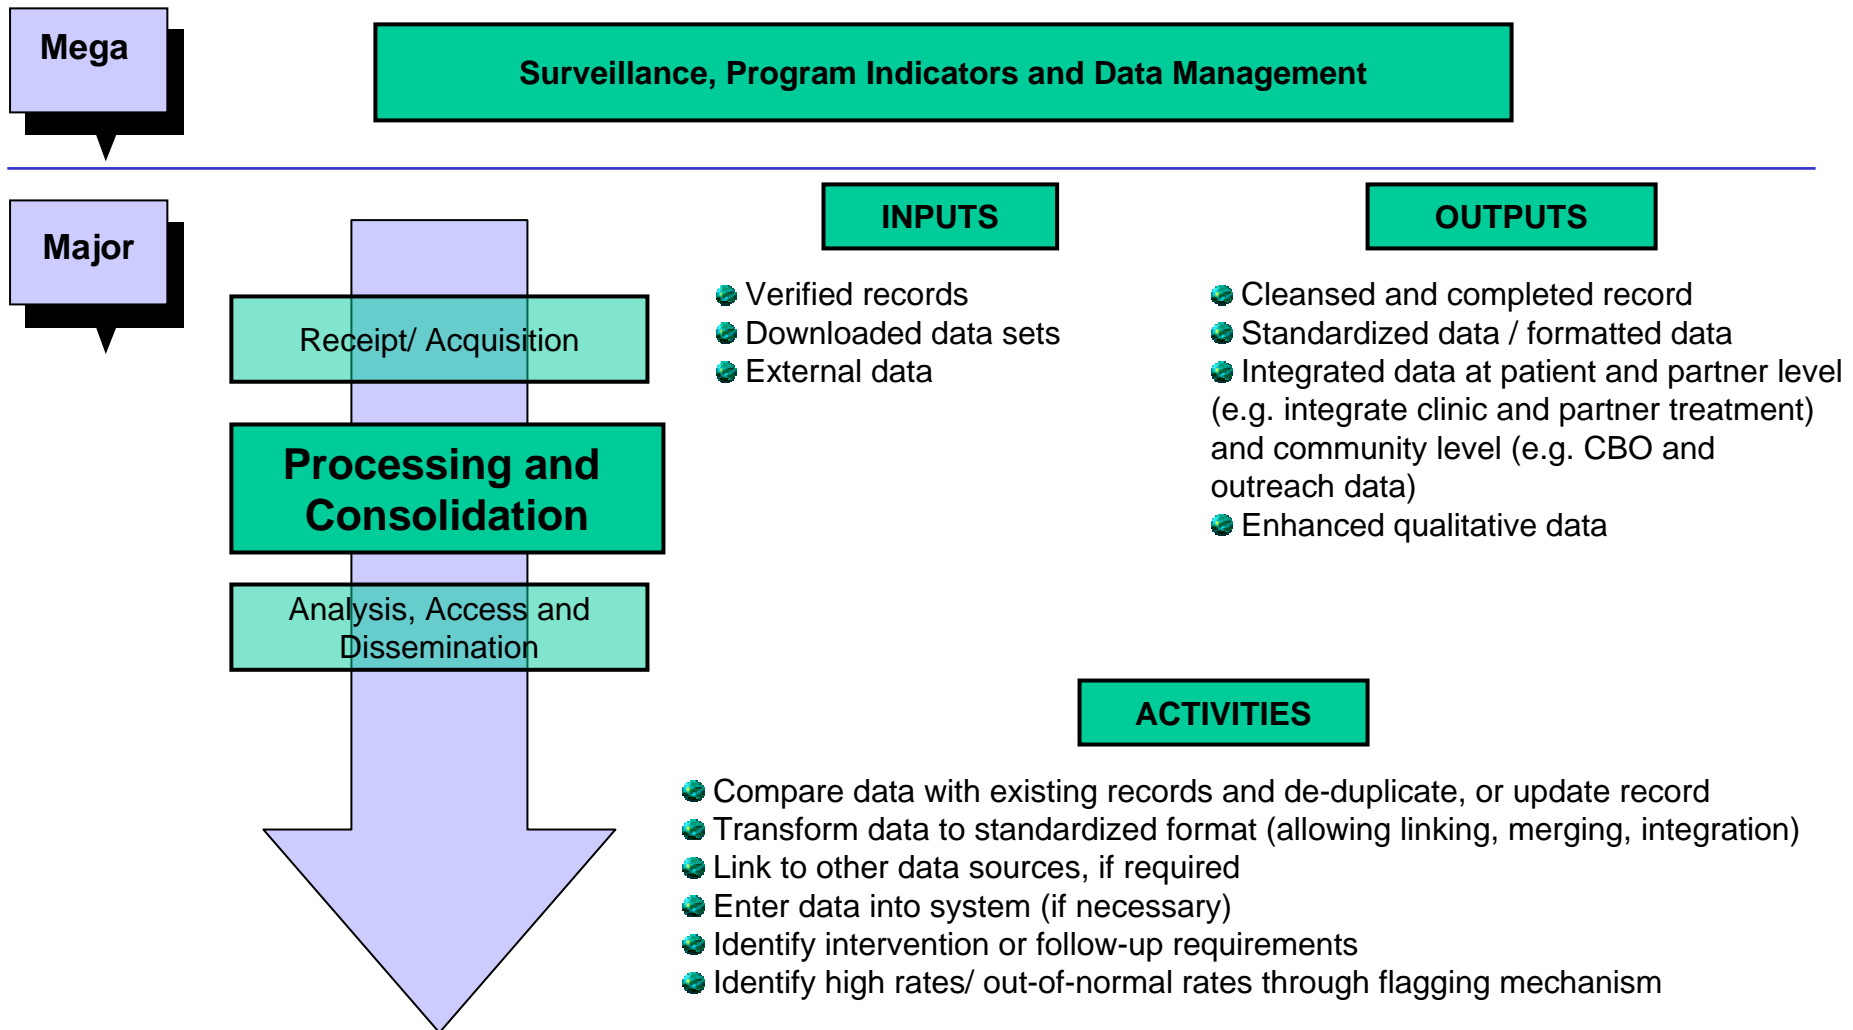 Mega
Surveillance, Program Indicators and Data Management
Major
Receipt/ Acquisition
Processing and
Consolidation
Analysis, Access and
Dissemination
INPUTS
Verified records
Downloaded data sets
External data
OUTPUTS
Cleansed and completed record
Standardized data / formatted data
Integrated data at patient and partner level
(e.g. integrate clinic and partner treatment)
and community level (e.g. CBO and
outreach data)
Enhanced qualitative data
ACTIVITIES
Compare data with existing records and de-duplicate, or update record
Transform data to standardized format (allowing linking, merging, integration)
Link to other data sources, if required
Enter data into system (if necessary)
Identify intervention or follow-up requirements
Identify high rates/ out-of-normal rates through flagging mechanism